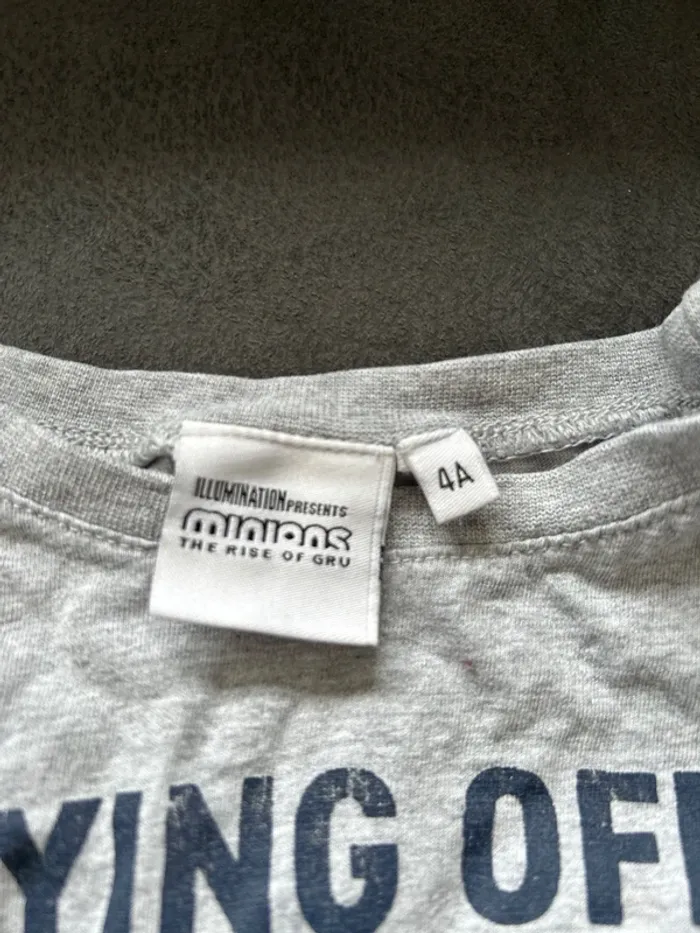 ILLUMINATION PRESENTS
minions
THE RISE OF GRU
4A
YING OF